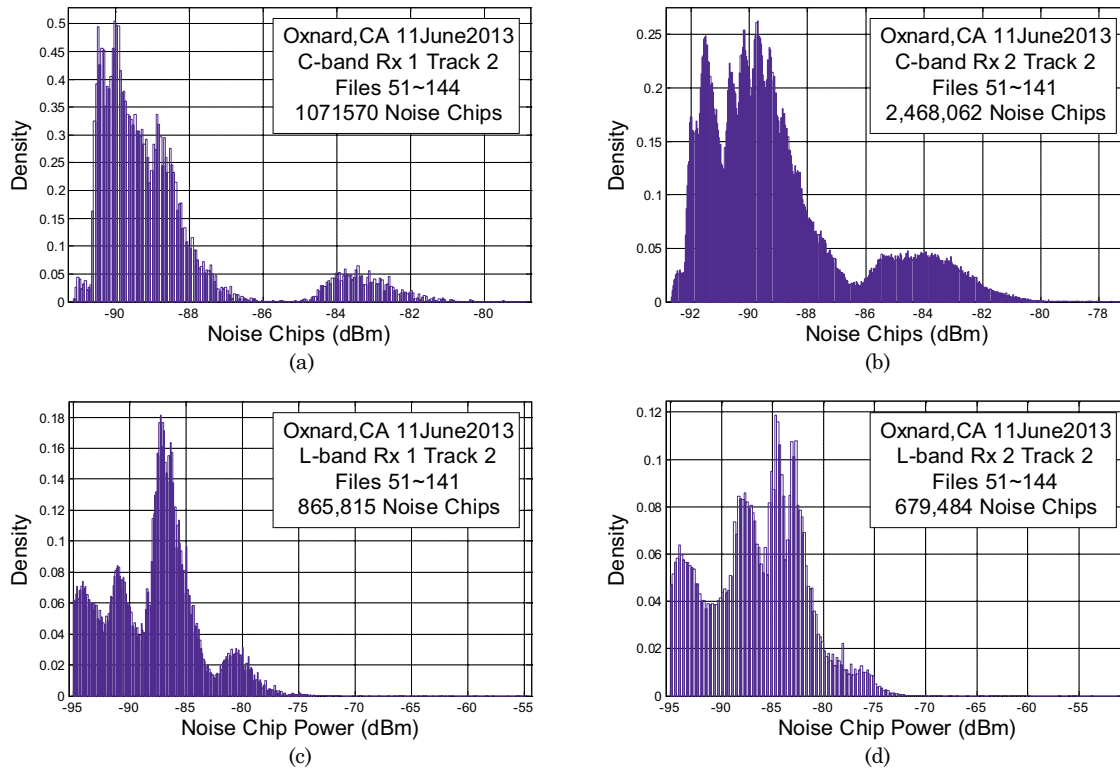 0.5
0.45
0.4
0.35
0.3
0.25
0.2
0.15
0.1
0.05
0
Density
Oxnard,CA 11June2013
C-band Rx 1 Track 2
Files 51~144
1071570 Noise Chips
-90
-88
-86
-84
-82
-80
Noise Chips (dBm)
(a)
0.25
0.2
0.15
0.1
0.05
0
Density
Oxnard,CA 11June2013
C-band Rx 2 Track 2
Files 51~141
2,468,062 Noise Chips
-92
-90
-88
-86
-84
-82
-80
-78
Noise Chips (dBm)
(b)
0.18
0.16
0.14
0.12
0.1
0.08
0.06
0.04
0.02
0
Density
Oxnard,CA 11June2013
L-band Rx 1 Track 2
Files 51~141
865,815 Noise Chips
-95
-90
-85
-80
-75
-70
-65
-60
-55
Noise Chip Power (dBm)
(c)
0.12
0.1
0.08
0.06
0.04
0.02
0
Density
Oxnard,CA 11June2013
L-band Rx 2 Track 2
Files 51~144
679,484 Noise Chips
-95
-90
-85
-80
-75
-70
-65
-60
-55
Noise Chip Power (dBm)
(d)